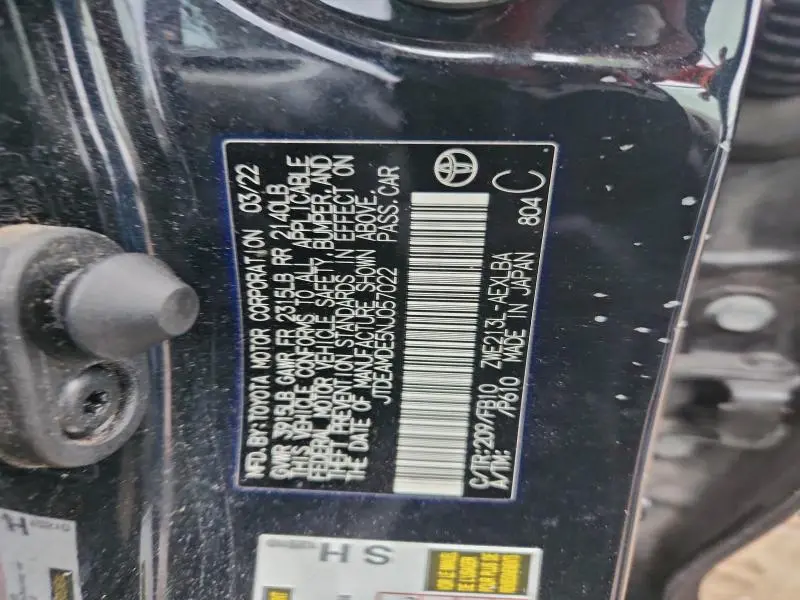 MFD.BY:TOYOTA MOTOR CORPORATION 03/22
GWR 3915LB GAWR FR 2315LB RR 2140LB
THIS VEHICLE CONFORMS TO ALL APPLICABLE
FEDERAL MOTOR VEHICLE SAFETY, BUMPER, AND
THEFT PREVENTION STANDARDS IN EFFECT ON
THE DATE OF MANUFACTURE SHOWN ABOVE.
JTDEAMDE5NJ057022 PASS.CAR
C/TR:209/FB10 ZWE213L-AEXLBA
A/TM: /P610 MADE IN JAPAN 804 C
H S
H